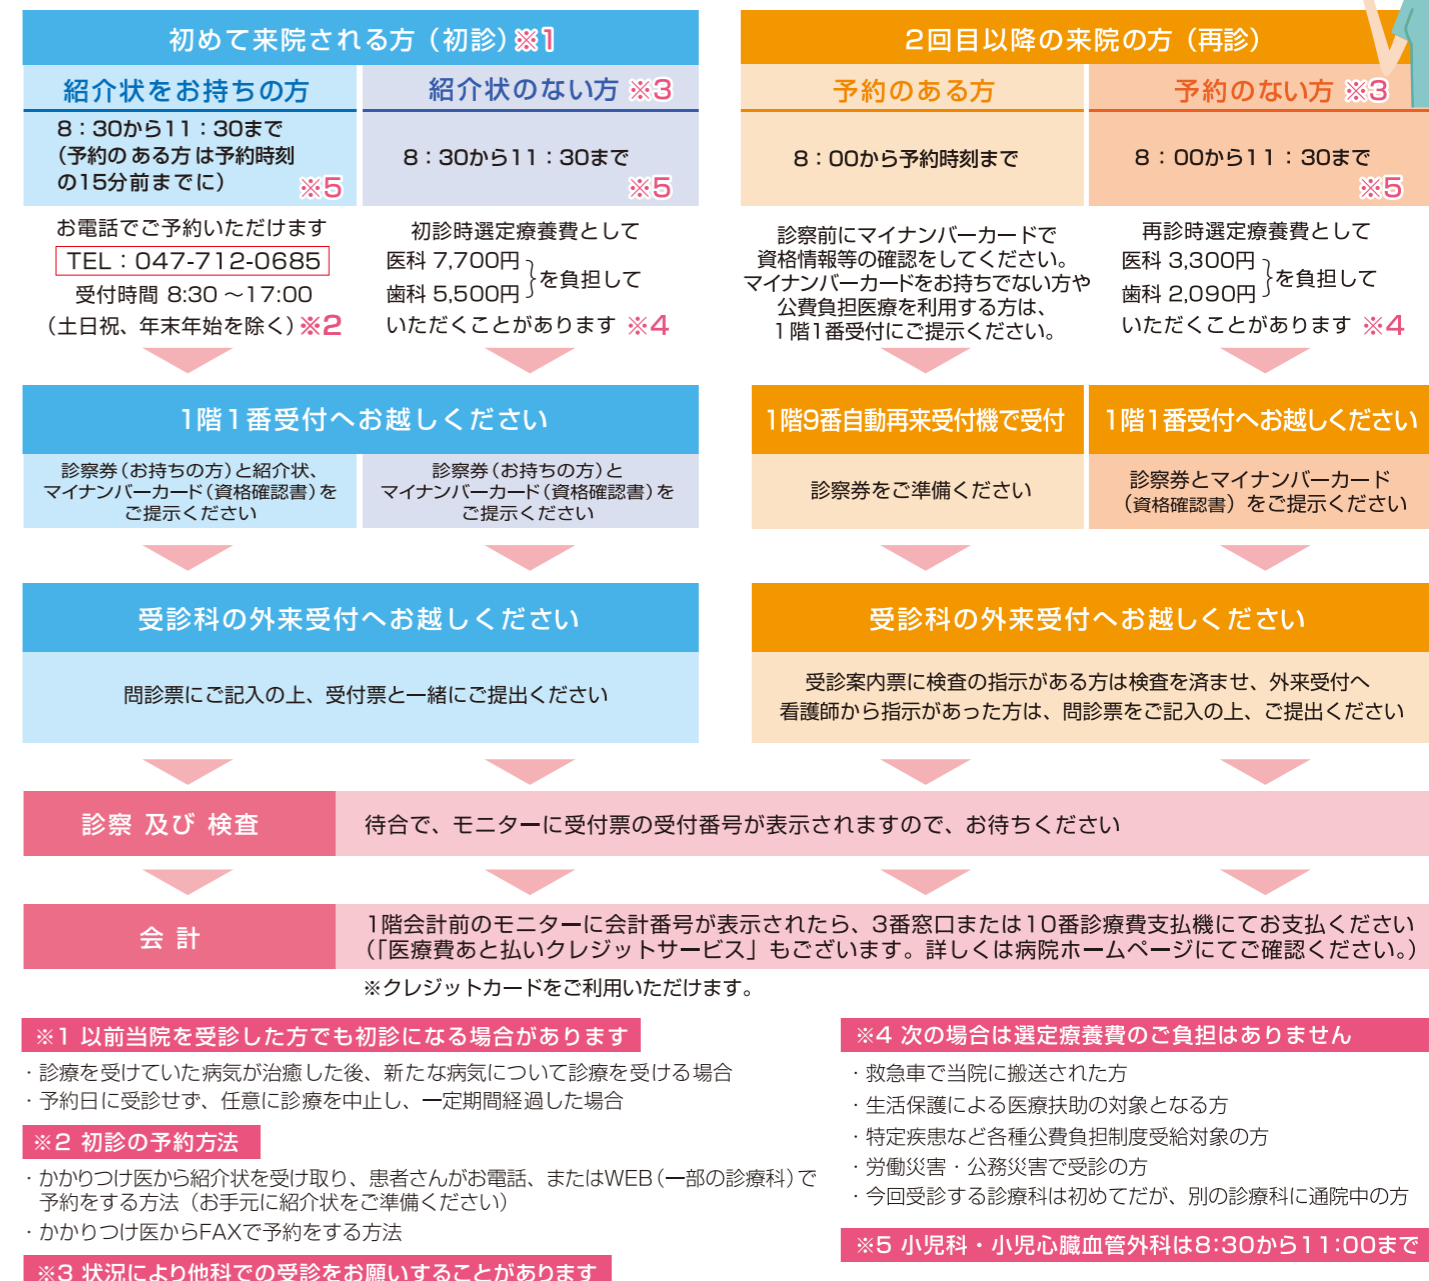 初めて来院される方（初診）※1
紹介状をお持ちの方
8：30から11：30まで
（予約のある方は予約時刻
の15分前までに）
※5
お電話でご予約いただけます
TEL：047-712-0685
受付時間 8:30 ～17:00
（土日祝、年末年始を除く）※2
紹介状のない方 ※3
8：30から11：30まで
※5
初診時選定療養費として
医科 7,700円
歯科 5,500円
}を負担して
いただくことがあります ※4
1階1番受付へお越しください
診察券（お持ちの方）と紹介状、
マイナンバーカード（資格確認書）を
ご提示ください
診察券（お持ちの方）と
マイナンバーカード（資格確認書）を
ご提示ください
受診科の外来受付へお越しください
問診票にご記入の上、受付票と一緒にご提出ください
2回目以降の来院の方（再診）
予約のある方
8：00から予約時刻まで
診察前にマイナンバーカードで
資格情報等の確認をしてください。
マイナンバーカードをお持ちでない方や
公費負担医療を利用する方は、
1階1番受付にご提示ください。
予約のない方 ※3
8：00から11：30まで
※5
再診時選定療養費として
医科 3,300円
歯科 2,090円
}を負担して
いただくことがあります ※4
1階9番自動再来受付機で受付
診察券をご準備ください
1階1番受付へお越しください
診察券とマイナンバーカード
（資格確認書）をご提示ください
受診科の外来受付へお越しください
受診案内票に検査の指示がある方は検査を済ませ、外来受付へ
看護師から指示があった方は、問診票をご記入の上、ご提出ください
診察 及び 検査
待合で、モニターに受付票の受付番号が表示されますので、お待ちください
会 計
1階会計前のモニターに会計番号が表示されたら、3番窓口または10番診療費支払機にてお支払ください
（「医療費あと払いクレジットサービス」もございます。詳しくは病院ホームページにてご確認ください。）
※クレジットカードをご利用いただけます。
※1 以前当院を受診した方でも初診になる場合があります
・診療を受けていた病気が治癒した後、新たな病気について診療を受ける場合
・予約日に受診せず、任意に診療を中止し、一定期間経過した場合
※2 初診の予約方法
・かかりつけ医から紹介状を受け取り、患者さんがお電話、またはWEB（一部の診療科）で
予約をする方法（お手元に紹介状をご準備ください）
・かかりつけ医からFAXで予約をする方法
※3 状況により他科での受診をお願いすることがあります
※4 次の場合は選定療養費のご負担はありません
・救急車で当院に搬送された方
・生活保護による医療扶助の対象となる方
・特定疾患など各種公費負担制度受給対象の方
・労働災害・公務災害で受診の方
・今回受診する診療科は初めてだが、別の診療科に通院中の方
※5 小児科・小児心臓血管外科は8:30から11:00まで